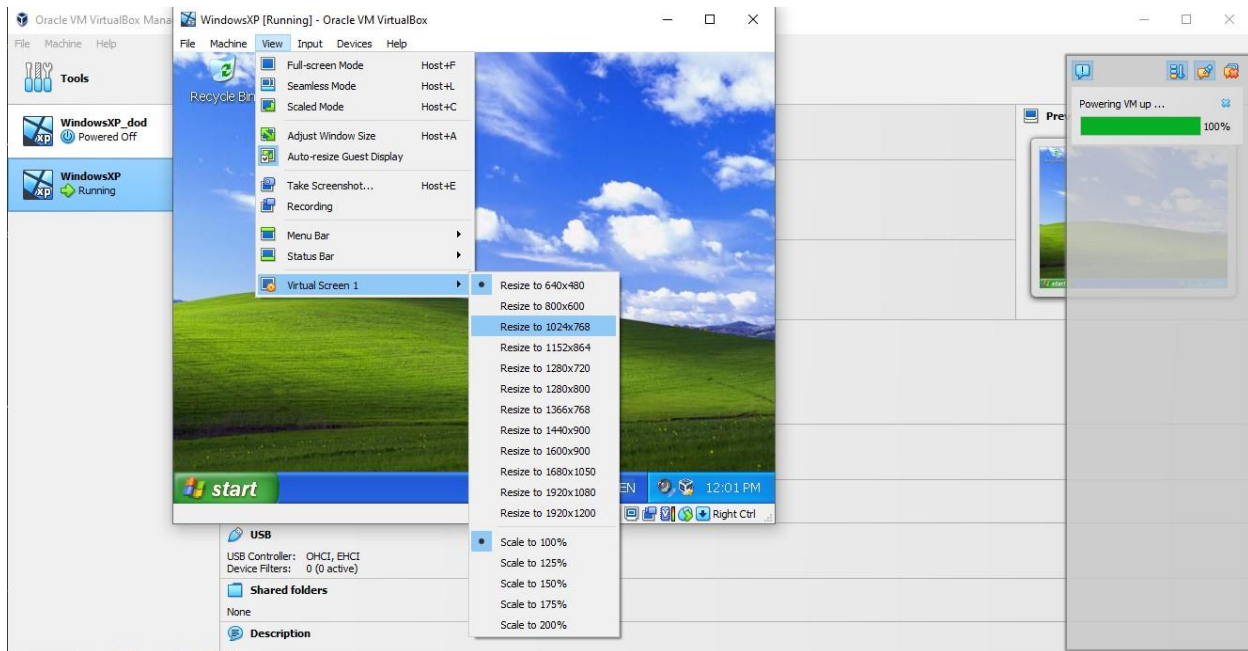 Oracle VM VirtualBox Mana
File Machine Help
Tools
WindowsXP_dod
Powered Off
WindowsXP
Running
WindowsXP [Running] - Oracle VM VirtualBox
File Machine View Input Devices Help
Recycle Bin
Full-screen Mode Host+F
Seamless Mode Host+L
Scaled Mode Host+C
Adjust Window Size Host+A
Auto-resize Guest Display
Take Screenshot... Host+E
Recording
Menu Bar
Status Bar
Virtual Screen 1
Resize to 640x480
Resize to 800x600
Resize to 1024x768
Resize to 1152x864
Resize to 1280x720
Resize to 1280x800
Resize to 1366x768
Resize to 1440x900
Resize to 1600x900
Resize to 1680x1050
Resize to 1920x1080
Resize to 1920x1200
Scale to 100%
Scale to 125%
Scale to 150%
Scale to 175%
Scale to 200%
start
EN 12:01 PM
Right Ctrl
USB
USB Controller: OHCI, EHCI
Device Filters: 0 (0 active)
Shared folders
None
Description
Pre
Powering VM up ...
100%
start